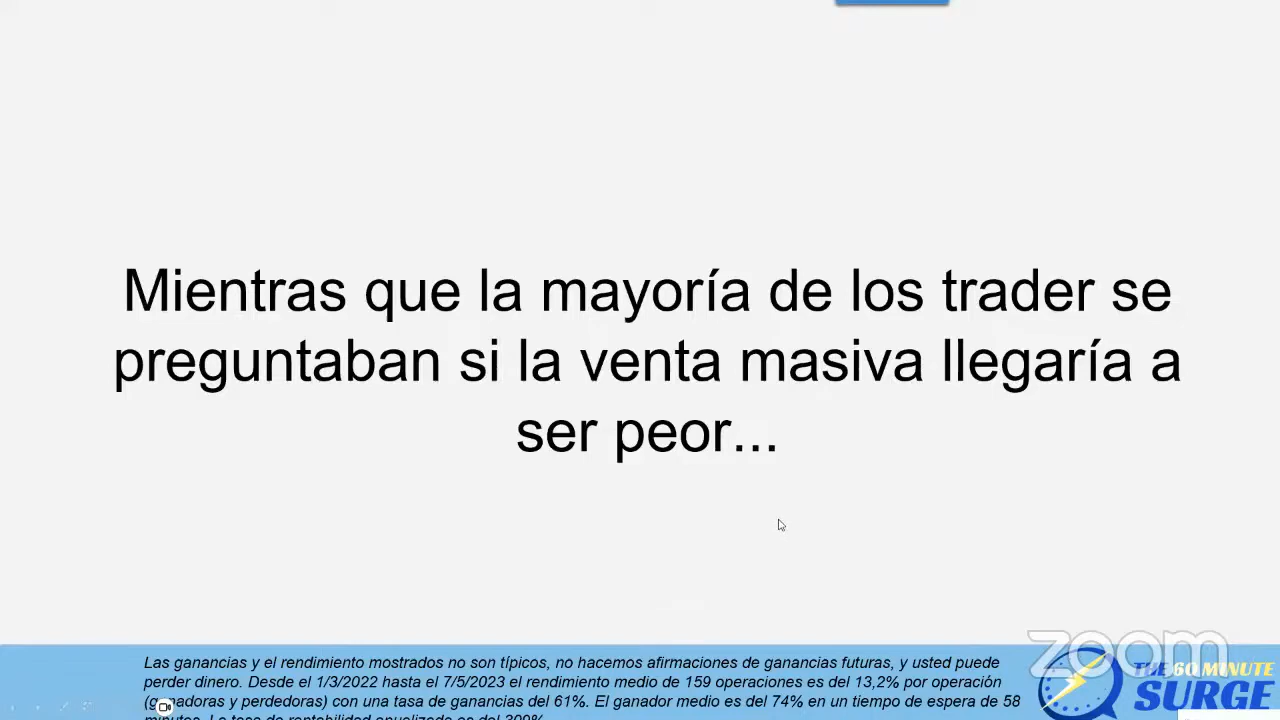 Mientras que la mayoría de los trader se
preguntaban si la venta masiva llegaría a
ser peor...
Las ganancias y el rendimiento mostrados no son típicos, no hacemos afirmaciones de ganancias futuras, y usted puede
perder dinero. Desde el 1/3/2023 hasta el 7/5/2023 el rendimiento medio de 159 operaciones es del 13,2% por operación
y perdedoras) con una tasa de ganancias del 61%. El ganador medio es del 74% en un tiempo de espera de 58
zoom
THE 60 MINUTE
SURGE